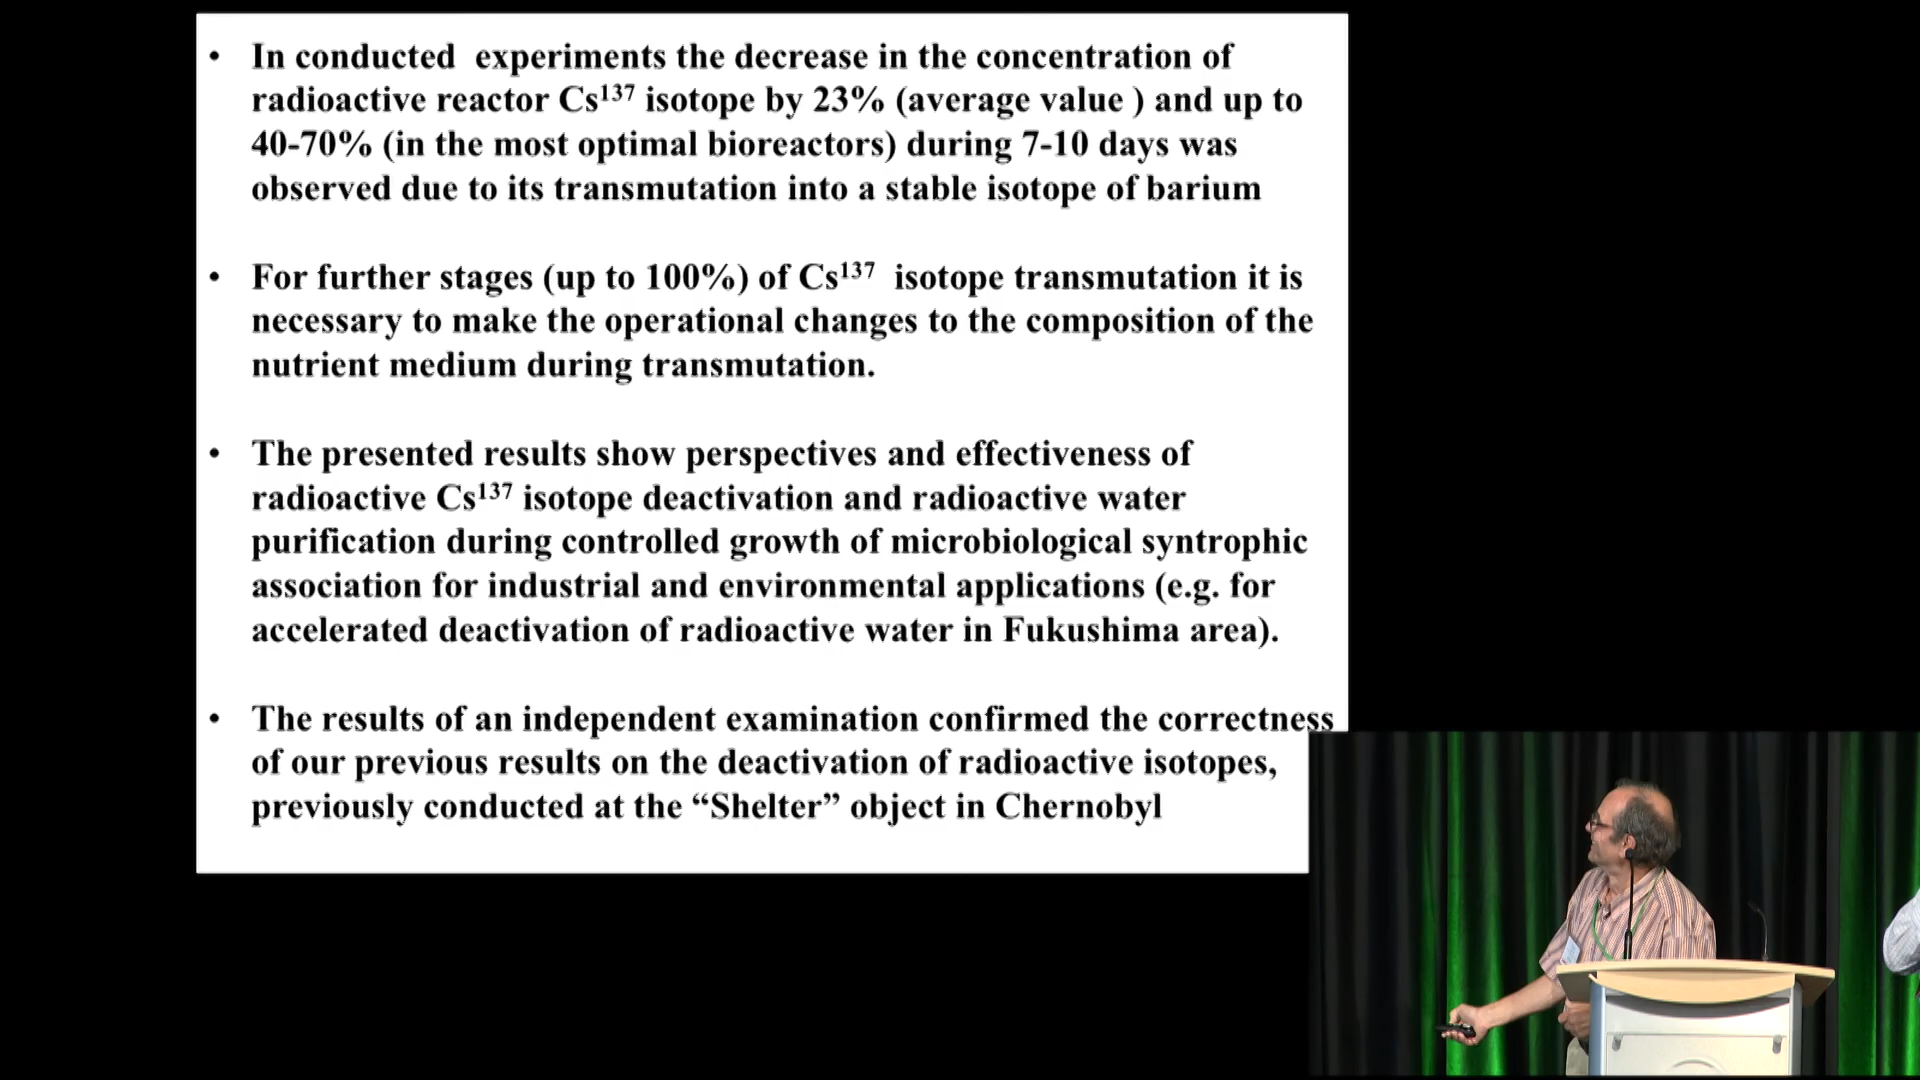 • In conducted  experiments the decrease in the concentration of
radioactive reactor Cs¹³⁷ isotope by 23% (average value ) and up to
40-70% (in the most optimal bioreactors) during 7-10 days was
observed due to its transmutation into a stable isotope of barium
• For further stages (up to 100%) of Cs¹³⁷  isotope transmutation it is
necessary to make the operational changes to the composition of the
nutrient medium during transmutation.
• The presented results show perspectives and effectiveness of
radioactive Cs¹³⁷ isotope deactivation and radioactive water
purification during controlled growth of microbiological syntrophic
association for industrial and environmental applications (e.g. for
accelerated deactivation of radioactive water in Fukushima area).
• The results of an independent examination confirmed the correctness
of our previous results on the deactivation of radioactive isotopes,
previously conducted at the “Shelter” object in Chernobyl